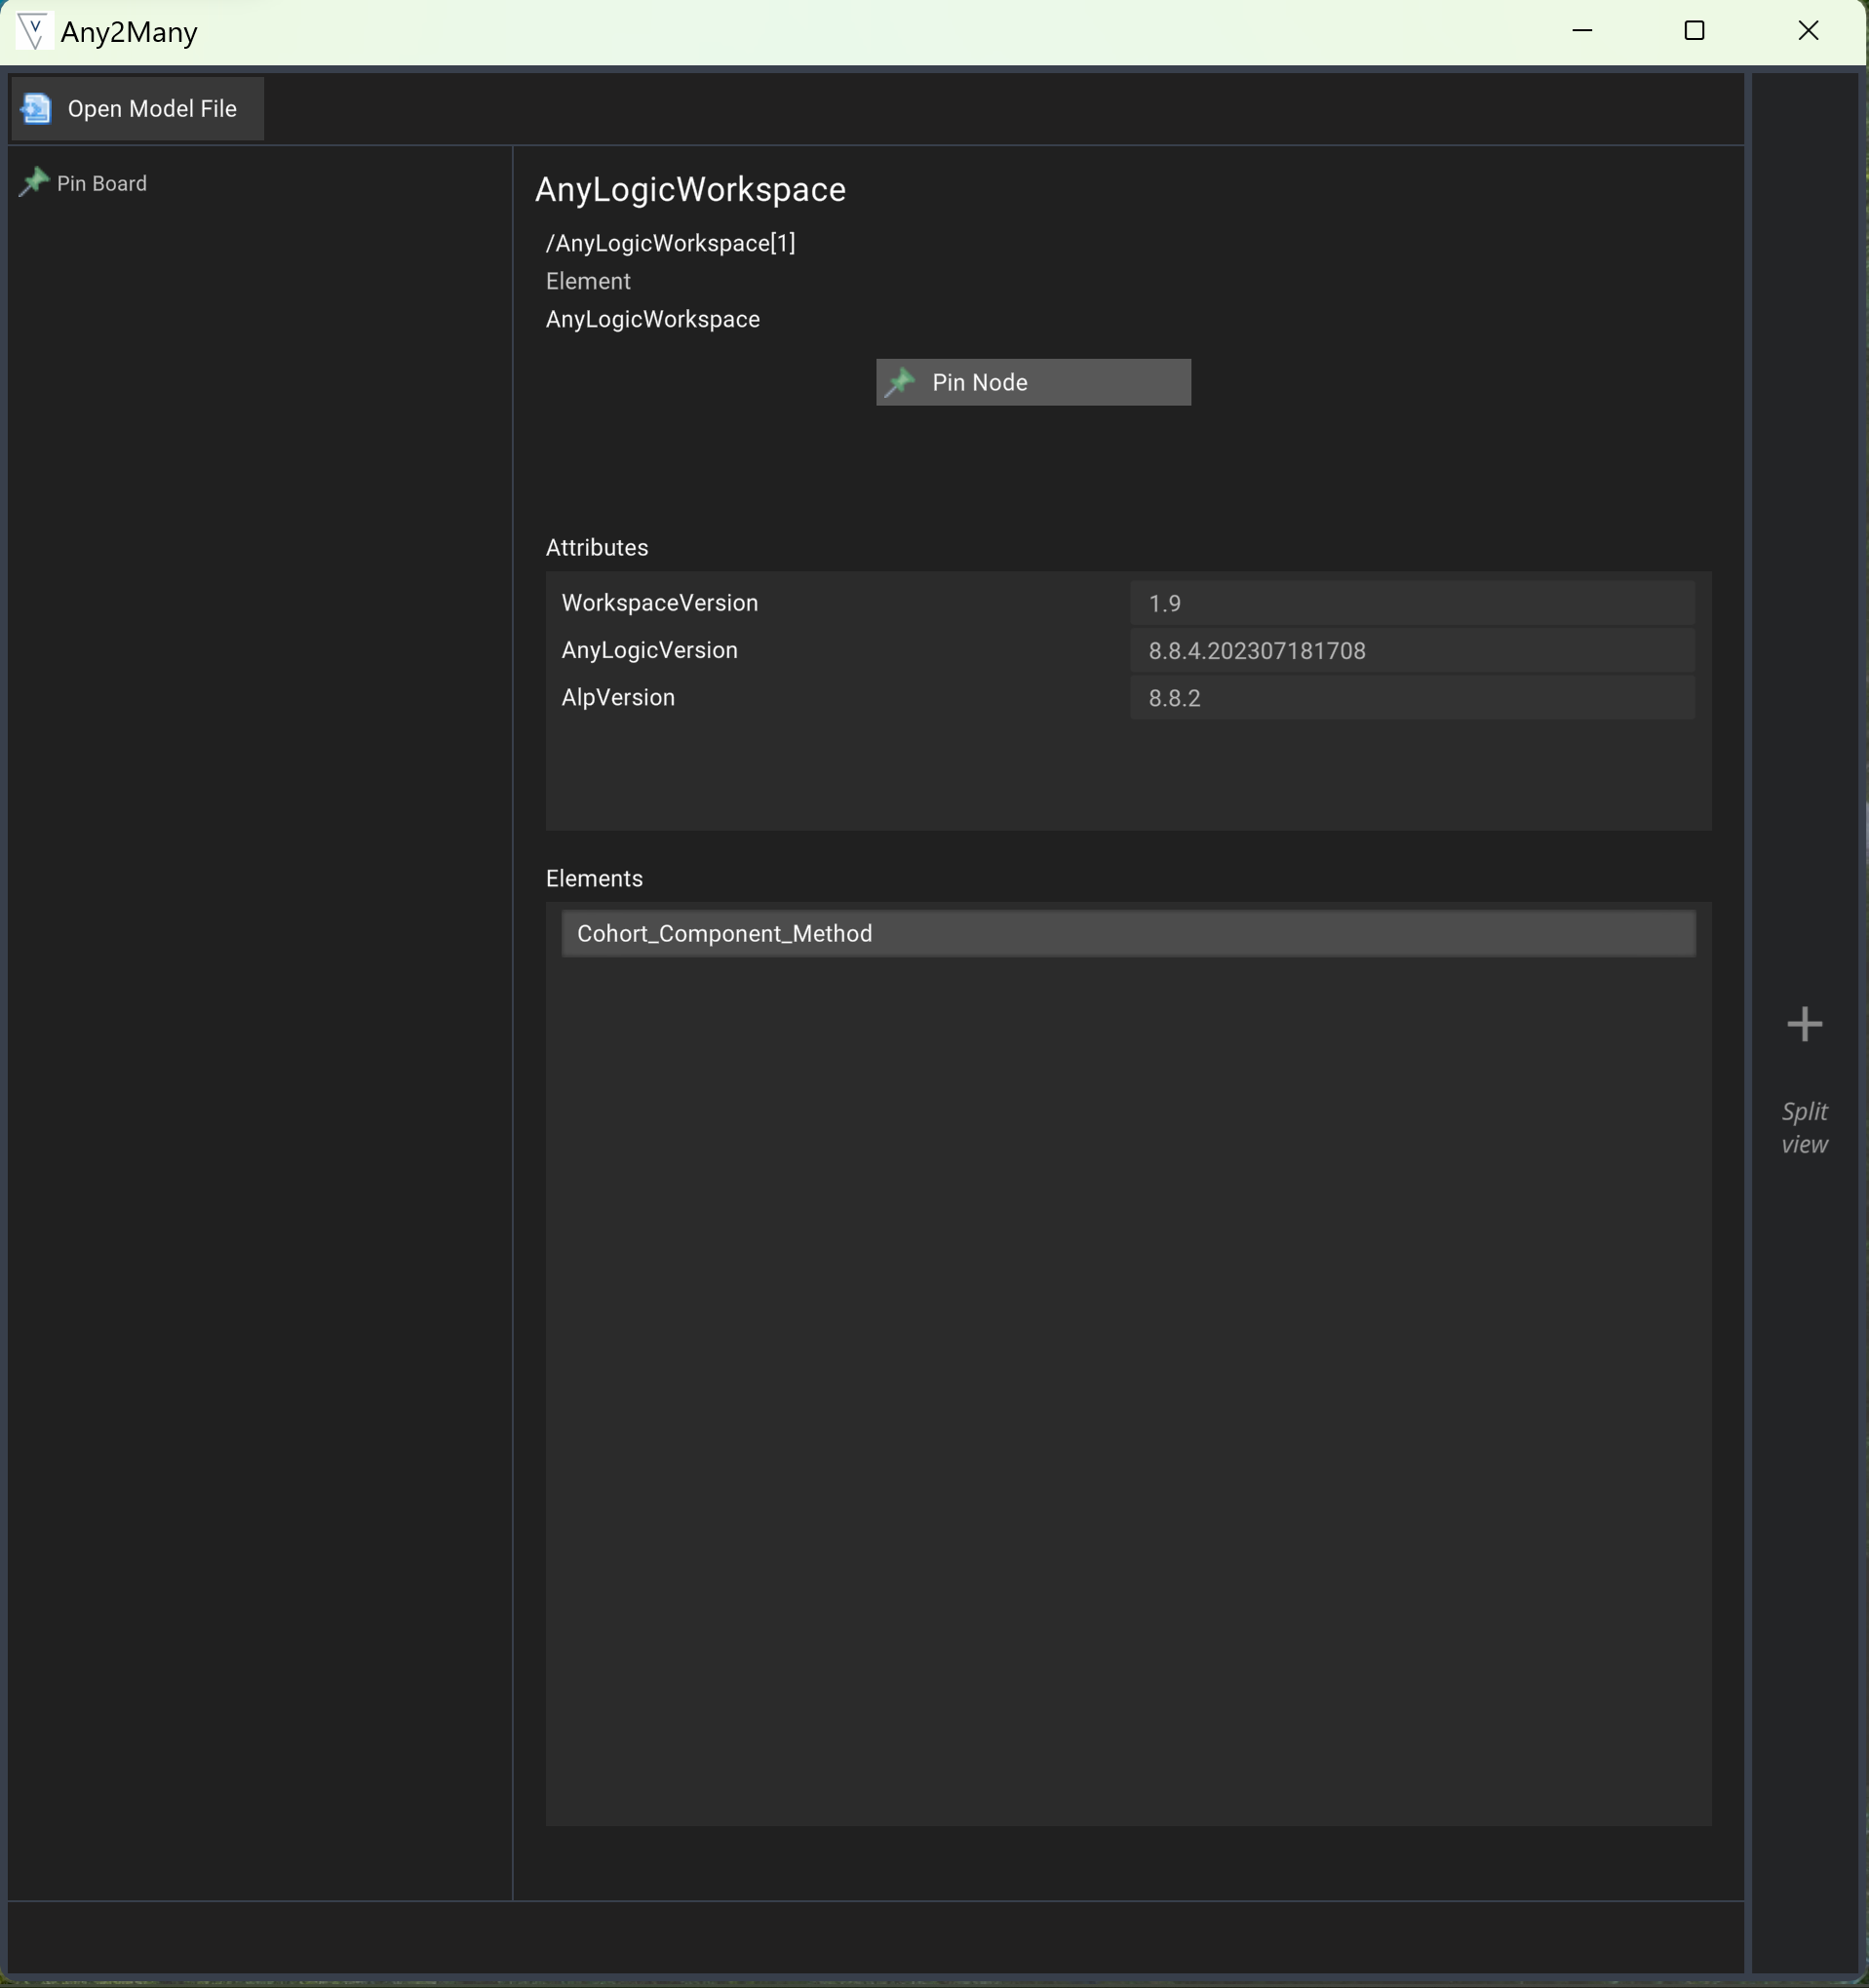 Any2Many
Open Model File
Pin Board
AnyLogicWorkspace
/AnyLogicWorkspace[1]
Element
AnyLogicWorkspace
Pin Node
Attributes
WorkspaceVersion 1.9
AnyLogicVersion 8.8.4.202307181708
AlpVersion 8.8.2
Elements
Cohort_Component_Method
Split
view